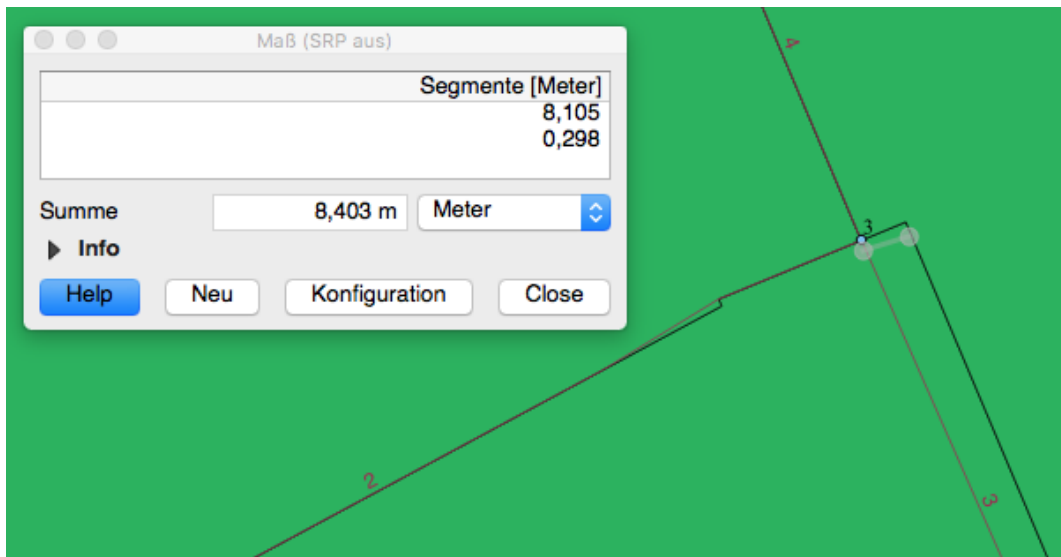 Maß (SRP aus)
Segmente [Meter]
8,105
0,298
Summe 8,403 m Meter
Info
Help Neu Konfiguration Close
4
3
2
3